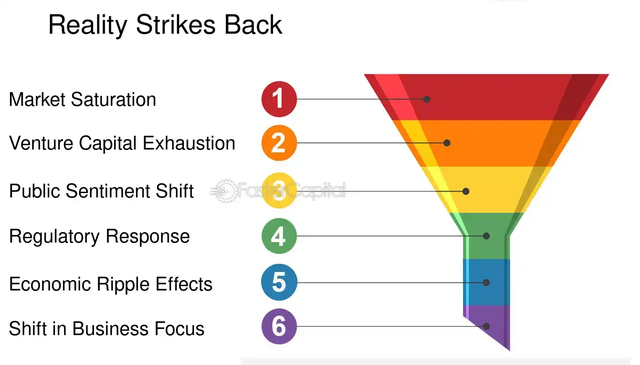 Reality Strikes Back
Market Saturation
1
Venture Capital Exhaustion
2
Public Sentiment Shift
3
FasterCapital
Regulatory Response
4
Economic Ripple Effects
5
Shift in Business Focus
6